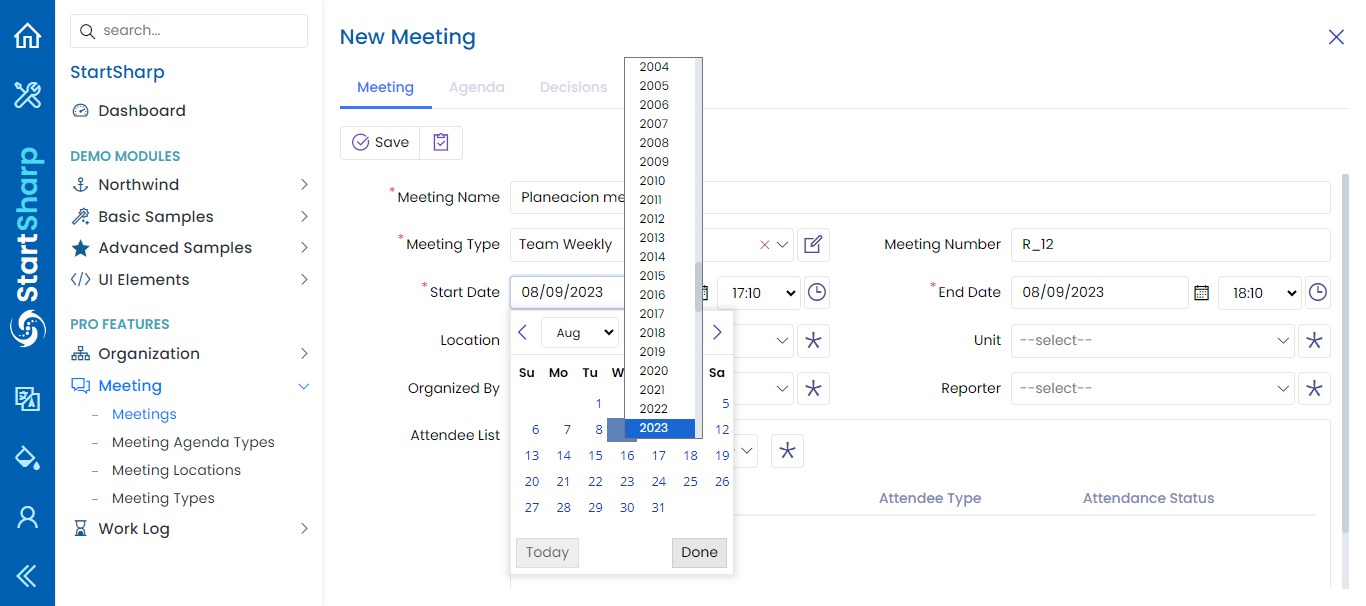 search...
StartSharp
Dashboard
DEMO MODULES
Northwind
Basic Samples
Advanced Samples
UI Elements
PRO FEATURES
Organization
Meeting
Meetings
Meeting Agenda Types
Meeting Locations
Meeting Types
Work Log
StartSharp
New Meeting
Meeting Agenda Decisions
Save
* Meeting Name Planeacion me
* Meeting Type Team Weekly
Meeting Number R_12
* Start Date 08/09/2023 17:10
* End Date 08/09/2023 18:10
Location
Unit --select--
Organized By
Reporter --select--
Attendee List
Attendee Type Attendance Status
Aug
Su Mo Tu W Sa
1 5
6 7 8 12
13 14 15 16 17 18 19
20 21 22 23 24 25 26
27 28 29 30 31
Today Done
2004
2005
2006
2007
2008
2009
2010
2011
2012
2013
2014
2015
2016
2017
2018
2019
2020
2021
2022
2023